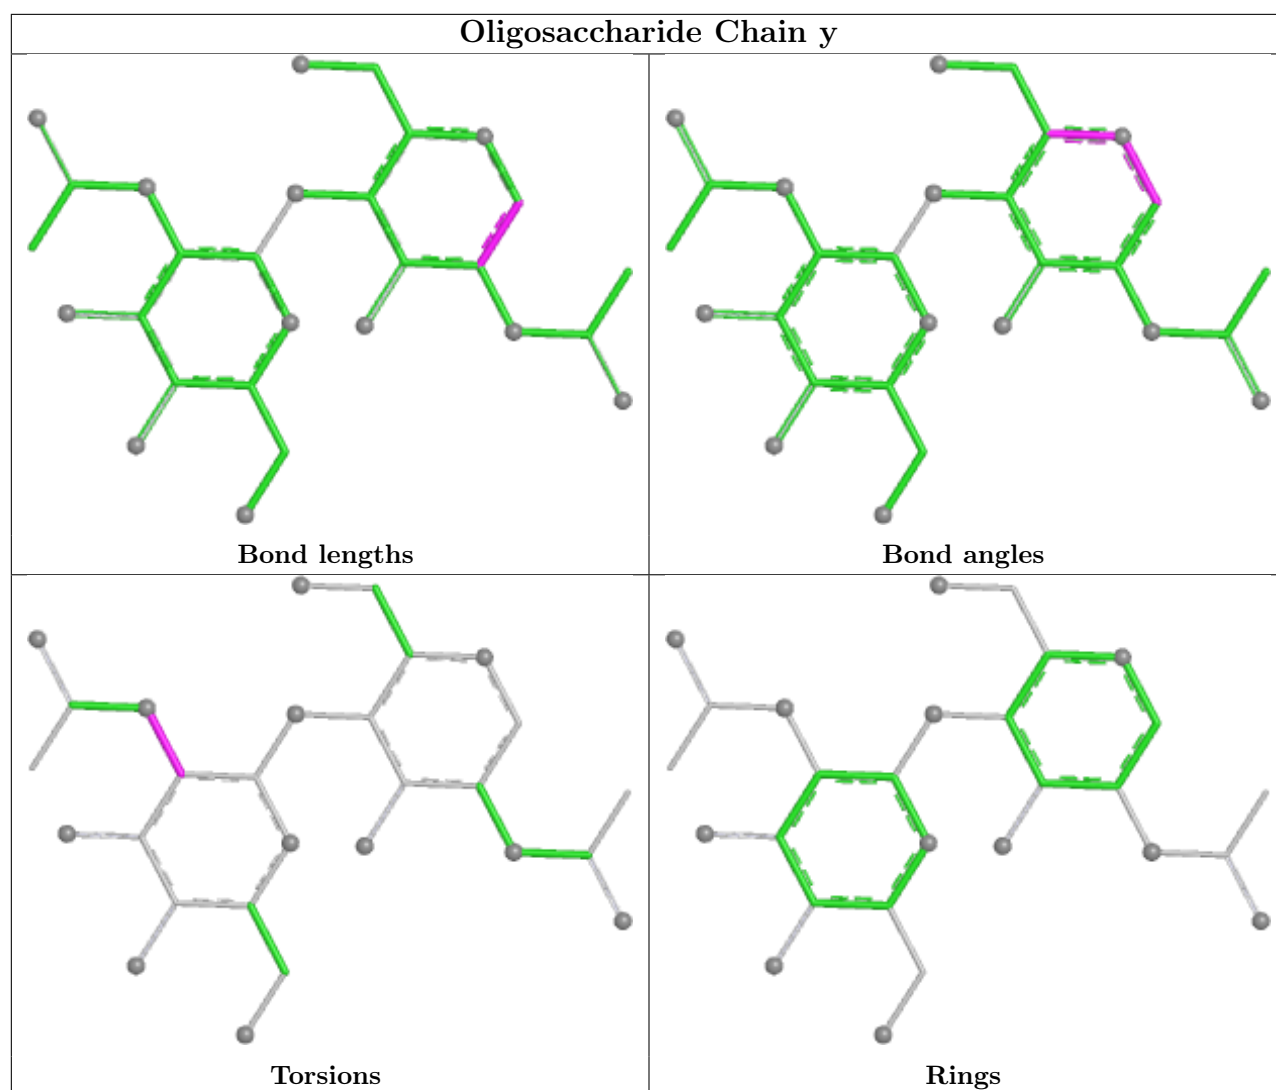 Oligosaccharide Chain y
Bond lengths
Bond angles
Torsions
Rings